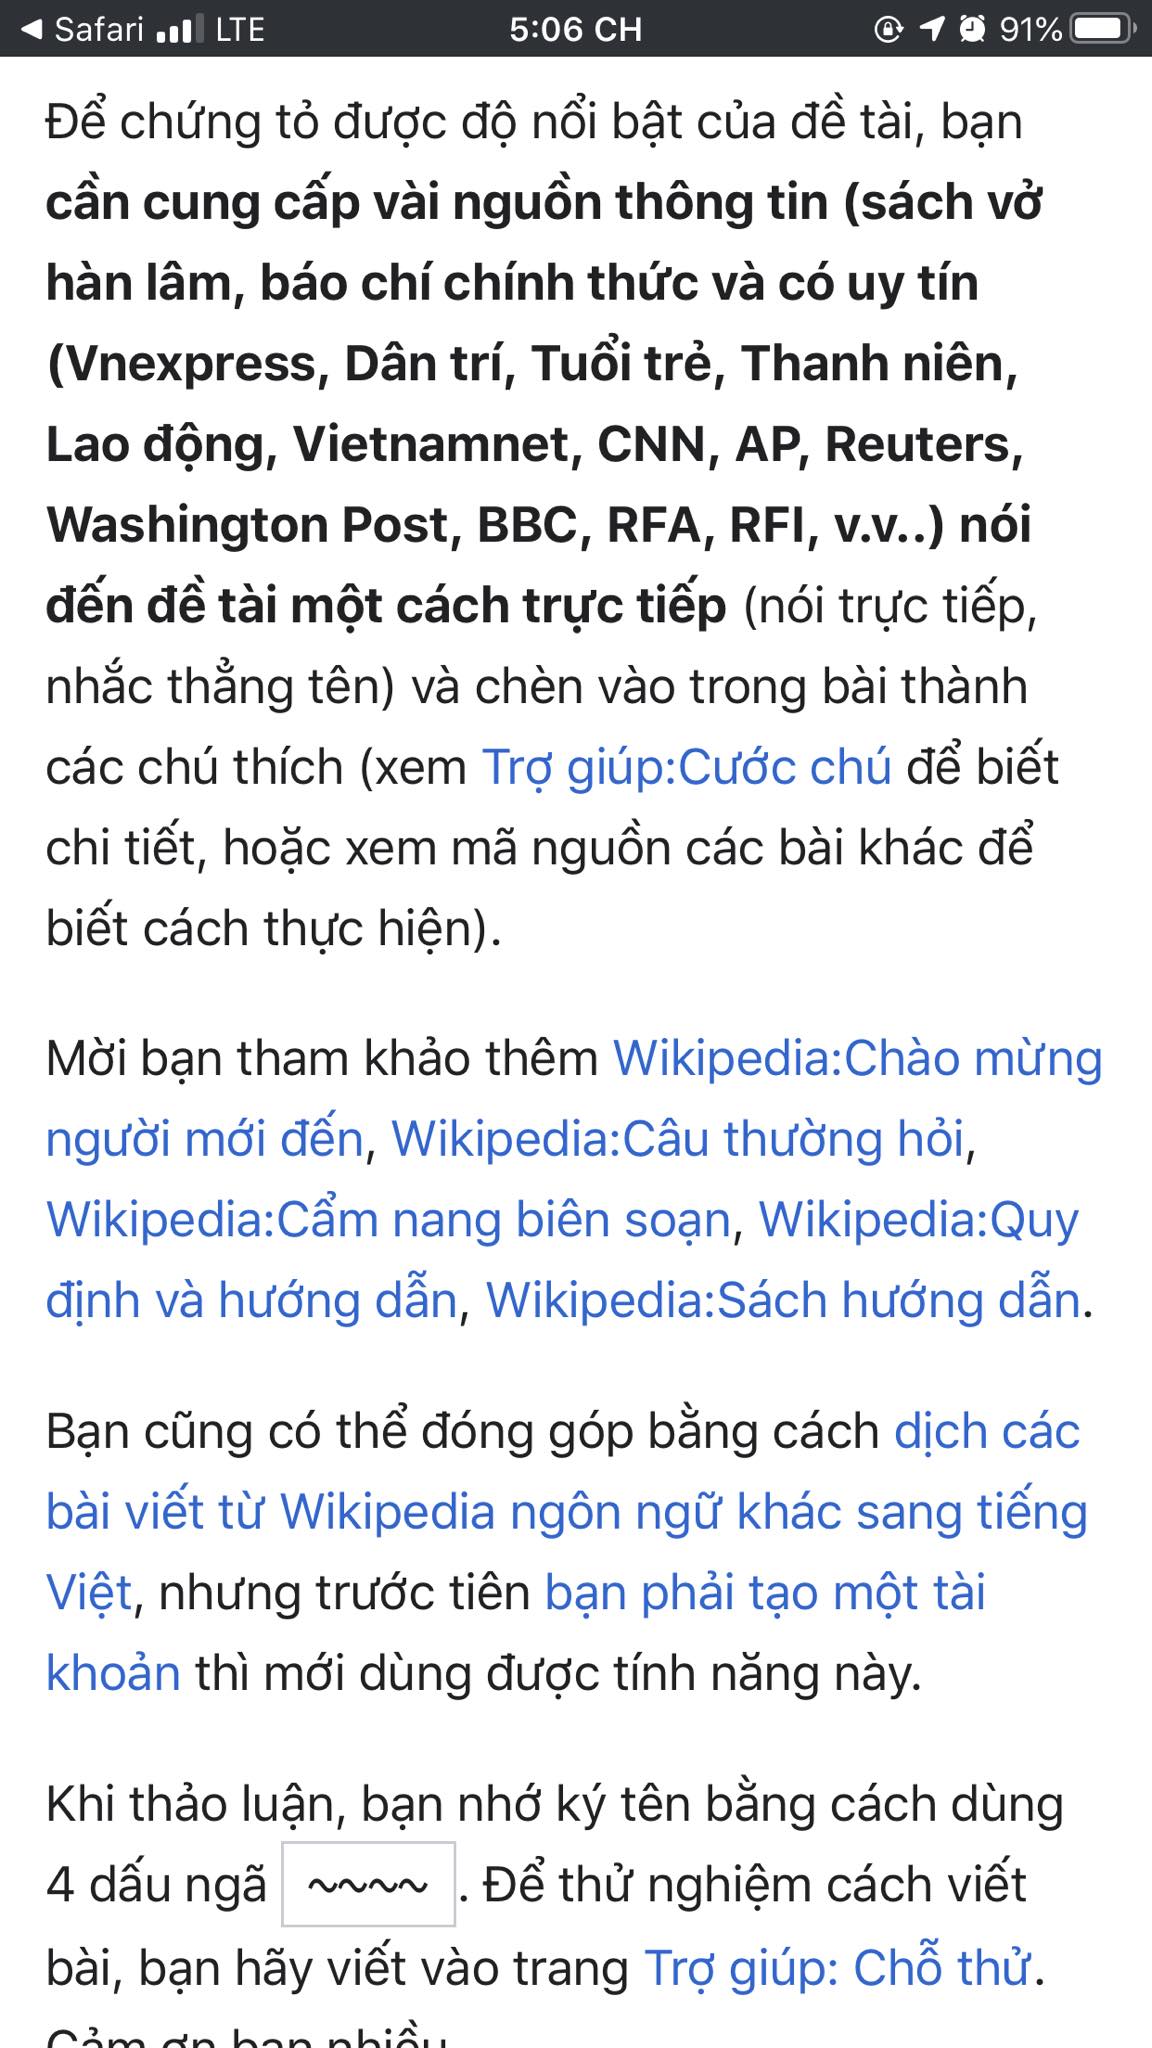 Safari LTE 5:06 CH 91%
Để chứng tỏ được độ nổi bật của đề tài, bạn
cần cung cấp vài nguồn thông tin (sách vở
hàn lâm, báo chí chính thức và có uy tín
(Vnexpress, Dân trí, Tuổi trẻ, Thanh niên,
Lao động, Vietnamnet, CNN, AP, Reuters,
Washington Post, BBC, RFA, RFI, v.v..) nói
đến đề tài một cách trực tiếp (nói trực tiếp,
nhắc thẳng tên) và chèn vào trong bài thành
các chú thích (xem Trợ giúp:Cước chú để biết
chi tiết, hoặc xem mã nguồn các bài khác để
biết cách thực hiện).
Mời bạn tham khảo thêm Wikipedia:Chào mừng
người mới đến, Wikipedia:Câu thường hỏi,
Wikipedia:Cẩm nang biên soạn, Wikipedia:Quy
định và hướng dẫn, Wikipedia:Sách hướng dẫn.
Bạn cũng có thể đóng góp bằng cách dịch các
bài viết từ Wikipedia ngôn ngữ khác sang tiếng
Việt, nhưng trước tiên bạn phải tạo một tài
khoản thì mới dùng được tính năng này.
Khi thảo luận, bạn nhớ ký tên bằng cách dùng
4 dấu ngã ~~~~. Để thử nghiệm cách viết
bài, bạn hãy viết vào trang Trợ giúp: Chỗ thử.
Cảm ơn bạn nhiều